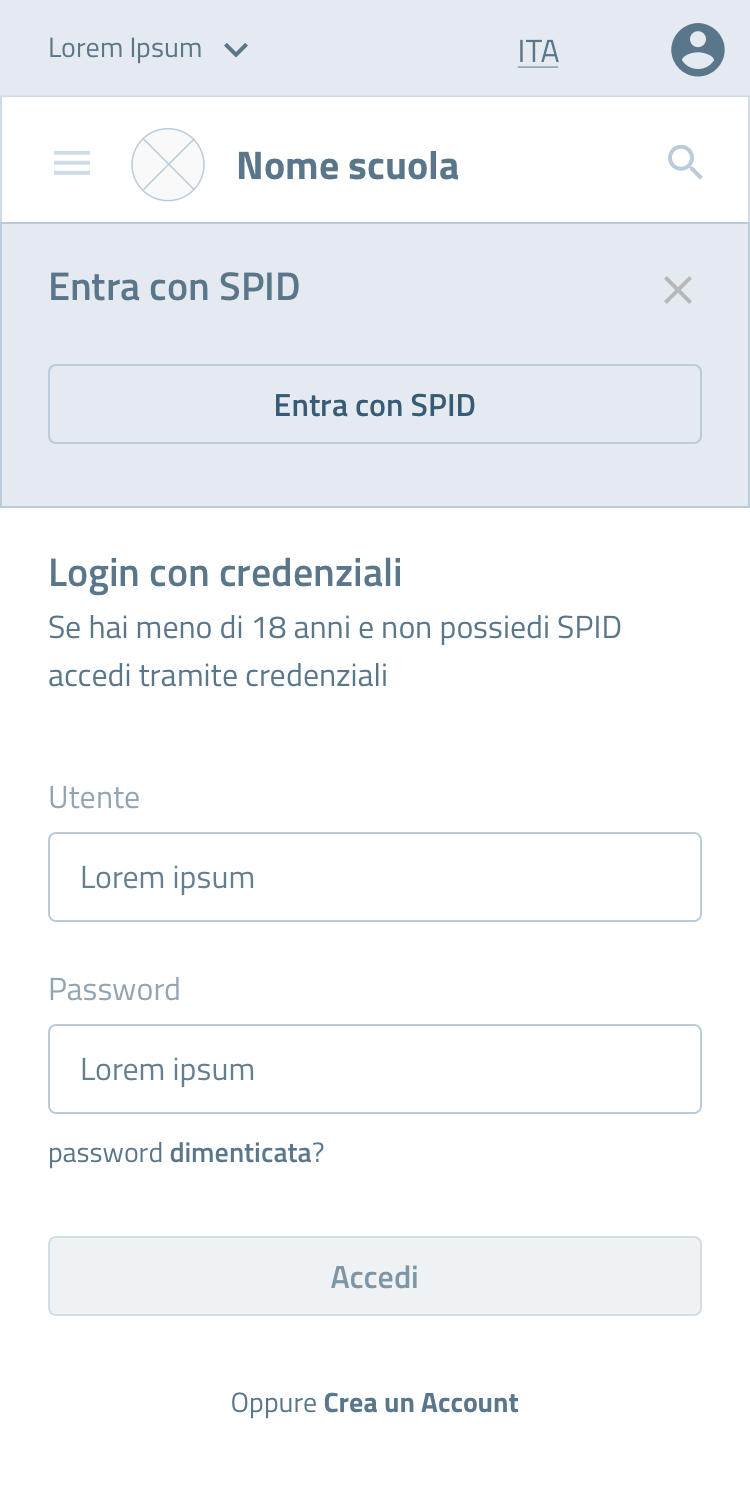 Lorem Ipsum ITA
Nome scuola
Entra con SPID
Entra con SPID
Login con credenziali
Se hai meno di 18 anni e non possiedi SPID
accedi tramite credenziali
Utente
Lorem ipsum
Password
Lorem ipsum
password dimenticata?
Accedi
Oppure Crea un Account